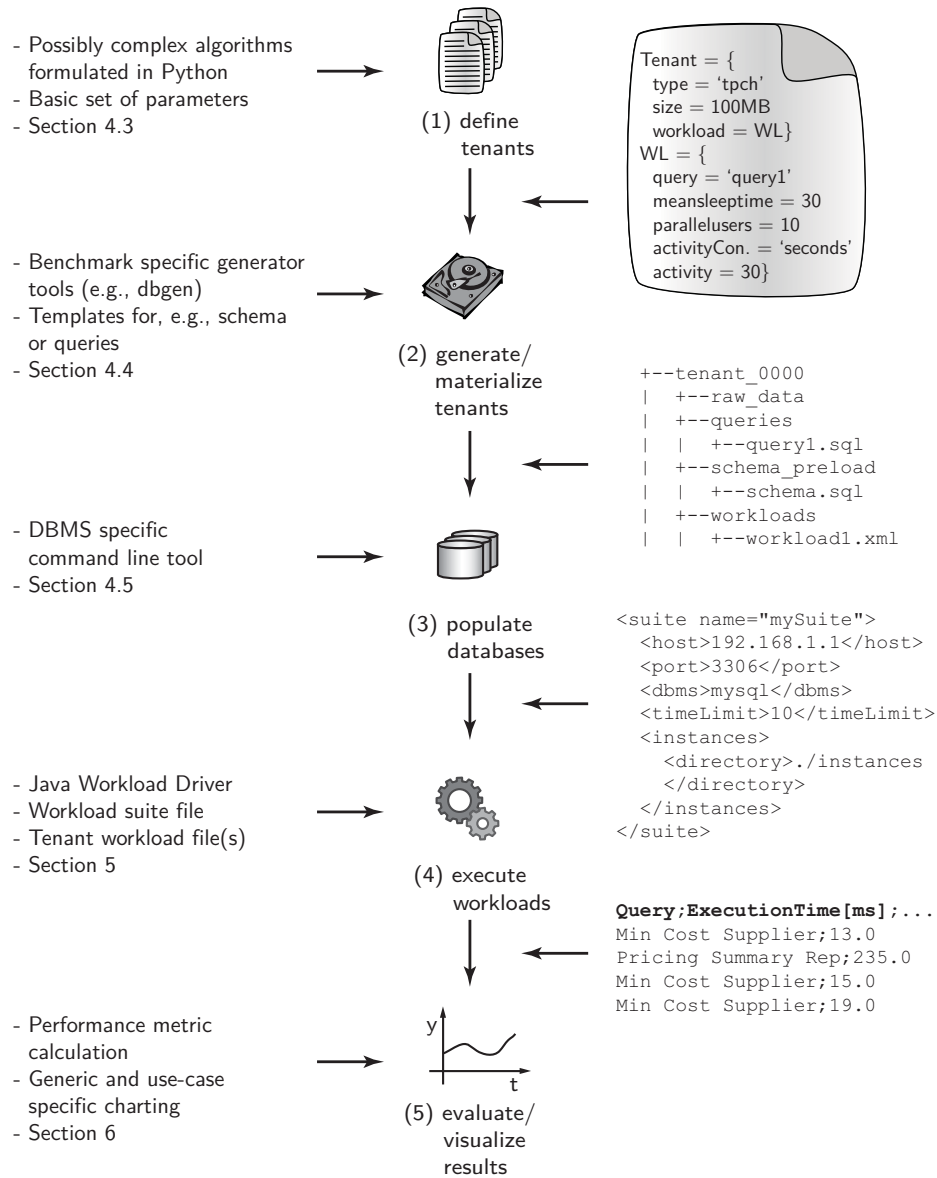 - Possibly complex algorithms
formulated in Python
- Basic set of parameters
- Section 4.3
(1) define
tenants
Tenant = {
type = ‘tpch’
size = 100MB
workload = WL}
WL = {
query = ‘query1’
meansleeptime = 30
parallelusers = 10
activityCon. = ‘seconds’
activity = 30}
- Benchmark specific generator
tools (e.g., dbgen)
- Templates for, e.g., schema
or queries
- Section 4.4
(2) generate/
materialize
tenants
+--tenant_0000
|   +--raw_data
|   +--queries
|   |   +--query1.sql
|   +--schema_preload
|   |   +--schema.sql
|   +--workloads
|   |   +--workload1.xml
- DBMS specific
command line tool
- Section 4.5
(3) populate
databases
<suite name="mySuite">
<host>192.168.1.1</host>
<port>3306</port>
<dbms>mysql</dbms>
<timeLimit>10</timeLimit>
<instances>
<directory>./instances
</directory>
</instances>
</suite>
- Java Workload Driver
- Workload suite file
- Tenant workload file(s)
- Section 5
(4) execute
workloads
Query;ExecutionTime[ms];...
Min Cost Supplier;13.0
Pricing Summary Rep;235.0
Min Cost Supplier;15.0
Min Cost Supplier;19.0
- Performance metric
calculation
- Generic and use-case
specific charting
- Section 6
y
t
(5) evaluate/
visualize
results